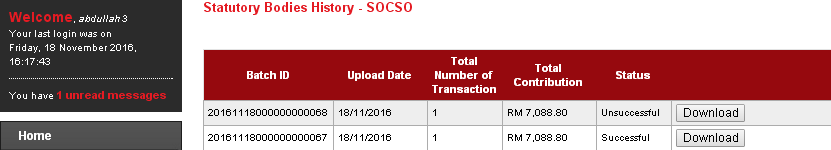 Welcome, abdullah 3
Your last login was on
Friday, 18 November 2016,
16:17:43
You have 1 unread messages
Home
Statutory Bodies History - SOCSO
Batch ID Upload Date Total Number of Transaction Total Contribution Status
20161118000000000068 18/11/2016 1 RM 7,088.80 Unsuccessful Download
20161118000000000067 18/11/2016 1 RM 7,088.80 Successful Download